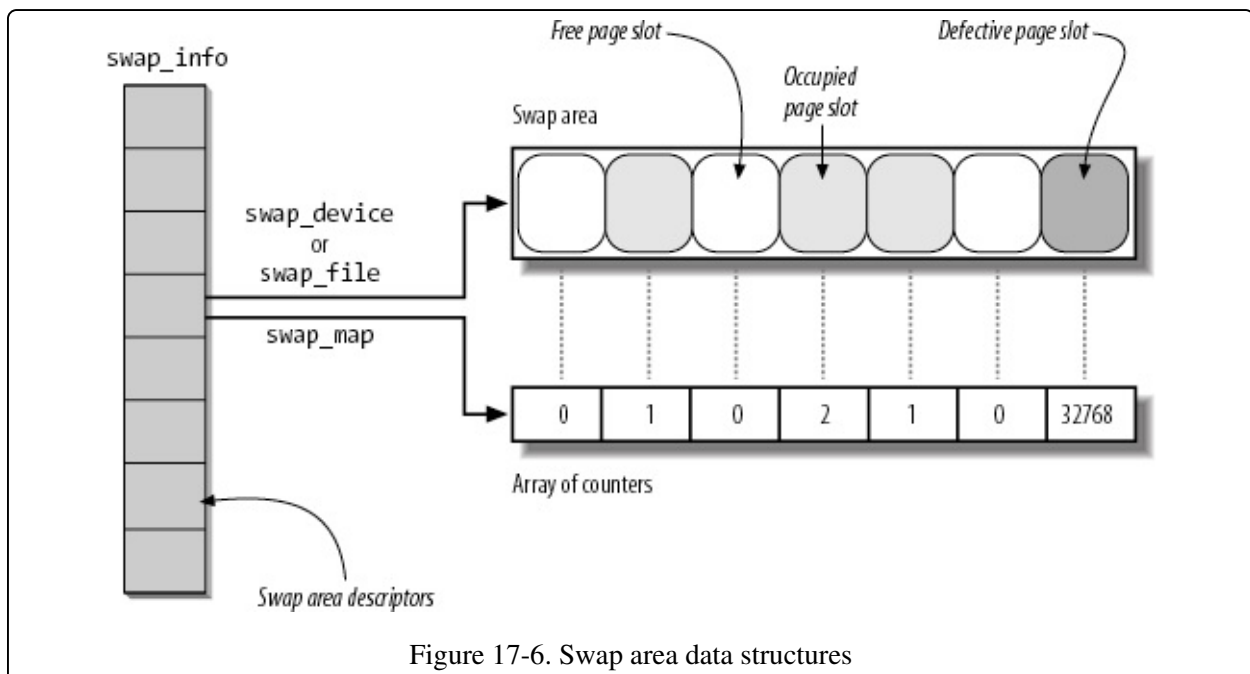 Free page slot
Defective page slot
swap_info
Occupied
page slot
Swap area
swap_device
or
swap_file
swap_map
0 1 0 2 1 0 32768
Array of counters
Swap area descriptors
Figure 17-6. Swap area data structures